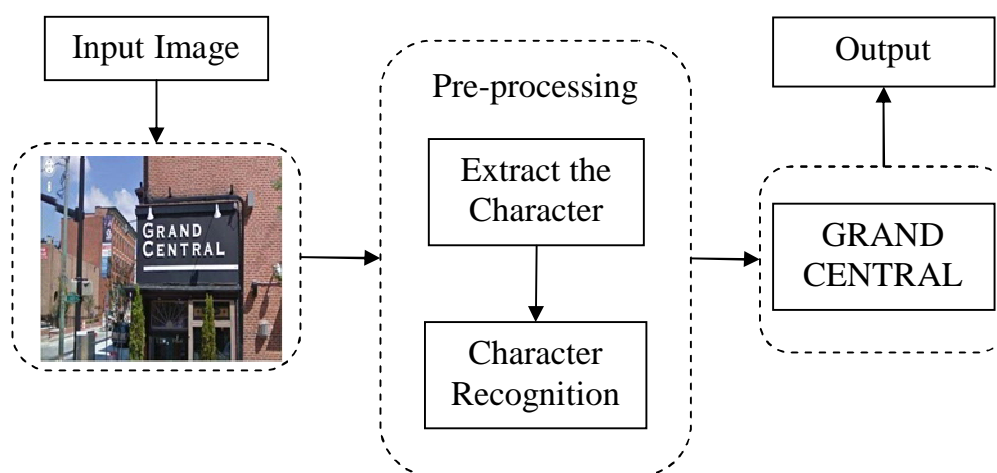 Input Image
GRAND
CENTRAL
Pre-processing
Extract the
Character
Character
Recognition
Output
GRAND
CENTRAL